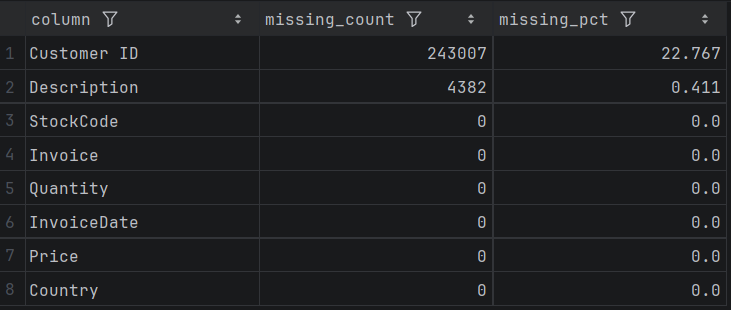 column missing_count missing_pct
1 Customer ID 243007 22.767
2 Description 4382 0.411
3 StockCode 0 0.0
4 Invoice 0 0.0
5 Quantity 0 0.0
6 InvoiceDate 0 0.0
7 Price 0 0.0
8 Country 0 0.0